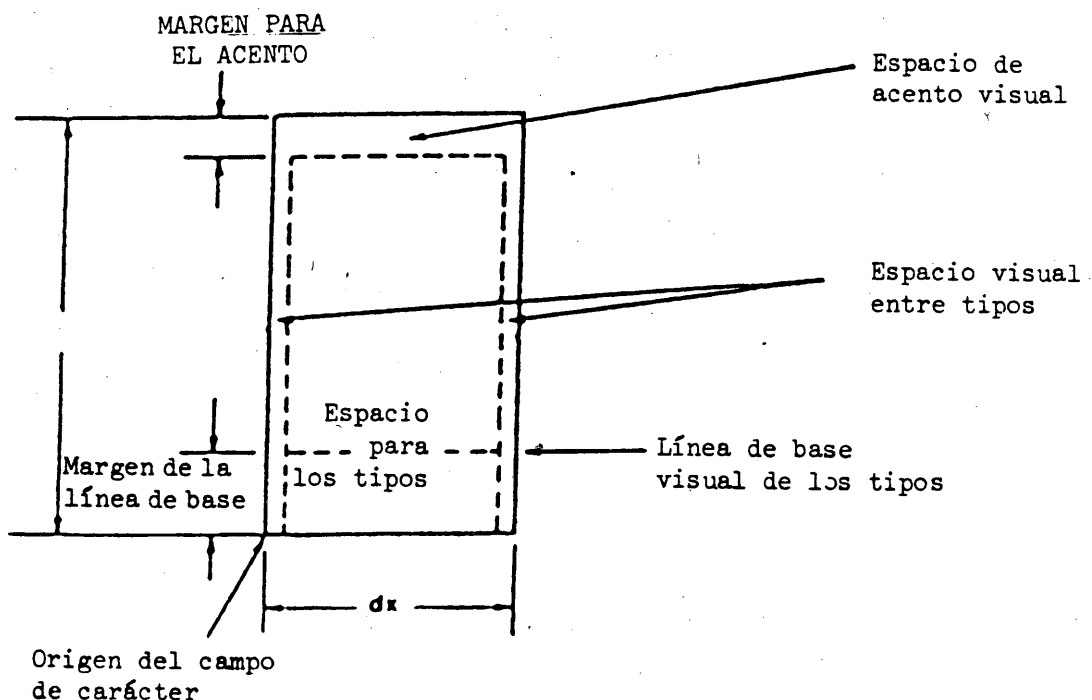 MARGEN PARA
EL ACENTO
Espacio de
acento visual
Espacio visual
entre tipos
Espacio
para
los tipos
Línea de base
visual de los tipos
Margen de la
línea de base
dx
Origen del campo
de carácter